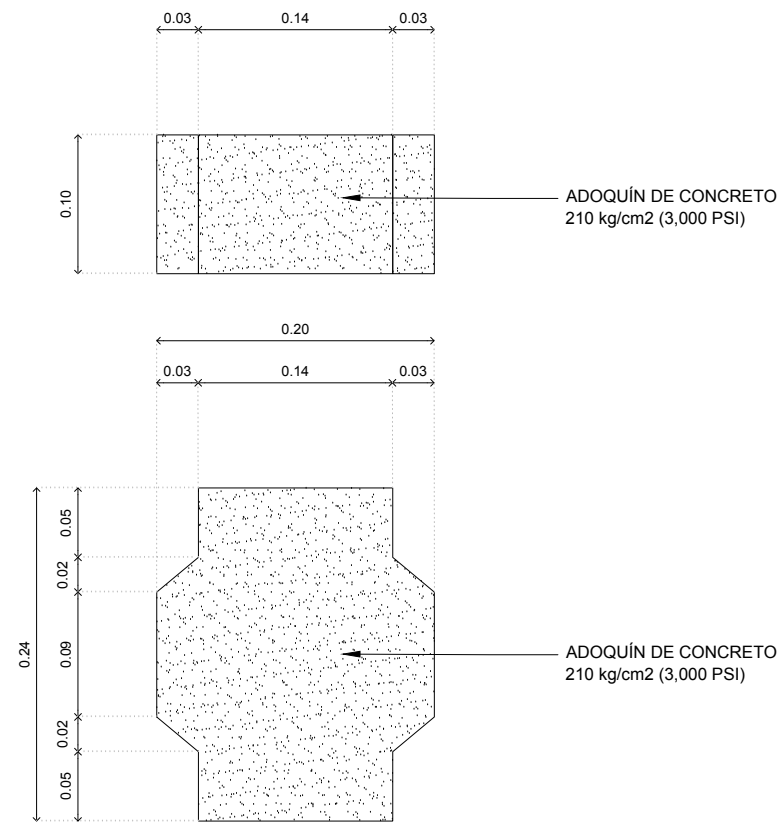 0.03 0.14 0.03
0.10
ADOQUÍN DE CONCRETO
210 kg/cm2 (3,000 PSI)
0.20
0.03 0.14 0.03
0.05
0.02
0.09
0.02
0.05
0.24
ADOQUÍN DE CONCRETO
210 kg/cm2 (3,000 PSI)